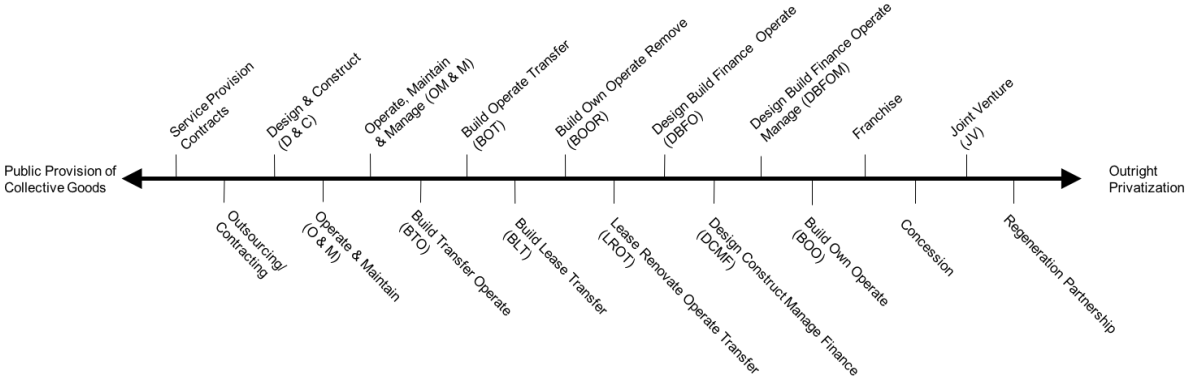 Public Provision of
Collective Goods
Service Provision
Contracts
Outsourcing/
Contracting
Design & Construct
(D & C)
Operate & Maintain
(O & M)
Operate, Maintain
& Manage (OM & M)
Build Transfer Operate
(BTO)
Build Operate Transfer
(BOT)
Build Lease Transfer
(BLT)
Build Own Operate Remove
(BOOR)
Lease Renovate Operate Transfer
(LROT)
Design Build Finance Operate
(DBFO)
Design Construct Manage Finance
(DCMF)
Design Build Finance Operate
Manage (DBFOM)
Build Own Operate
(BOO)
Franchise
Concession
Joint Venture
(JV)
Regeneration Partnership
Outright
Privatization